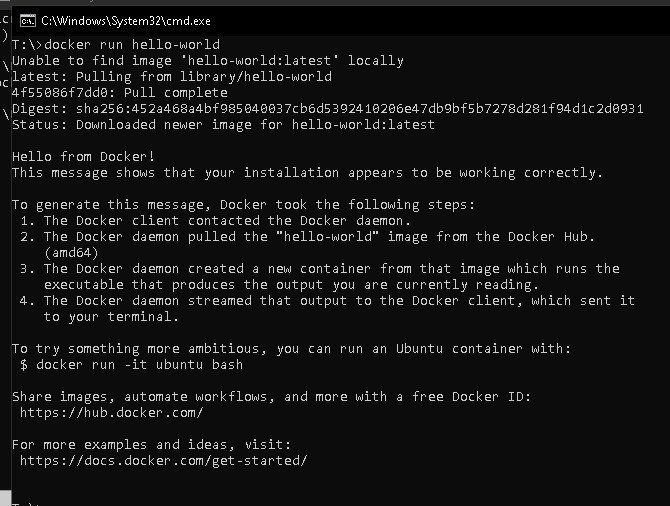 C:\Windows\System32\cmd.exe
T:\>docker run hello-world
Unable to find image 'hello-world:latest' locally
latest: Pulling from library/hello-world
4f55086f7dd0: Pull complete
Digest: sha256:452a468a4bf985040037cb6d5392410206e47db9bf5b7278d281f94d1c2d0931
Status: Downloaded newer image for hello-world:latest
Hello from Docker!
This message shows that your installation appears to be working correctly.
To generate this message, Docker took the following steps:
1. The Docker client contacted the Docker daemon.
2. The Docker daemon pulled the "hello-world" image from the Docker Hub.
(amd64)
3. The Docker daemon created a new container from that image which runs the
executable that produces the output you are currently reading.
4. The Docker daemon streamed that output to the Docker client, which sent it
to your terminal.
To try something more ambitious, you can run an Ubuntu container with:
$ docker run -it ubuntu bash
Share images, automate workflows, and more with a free Docker ID:
https://hub.docker.com/
For more examples and ideas, visit:
https://docs.docker.com/get-started/